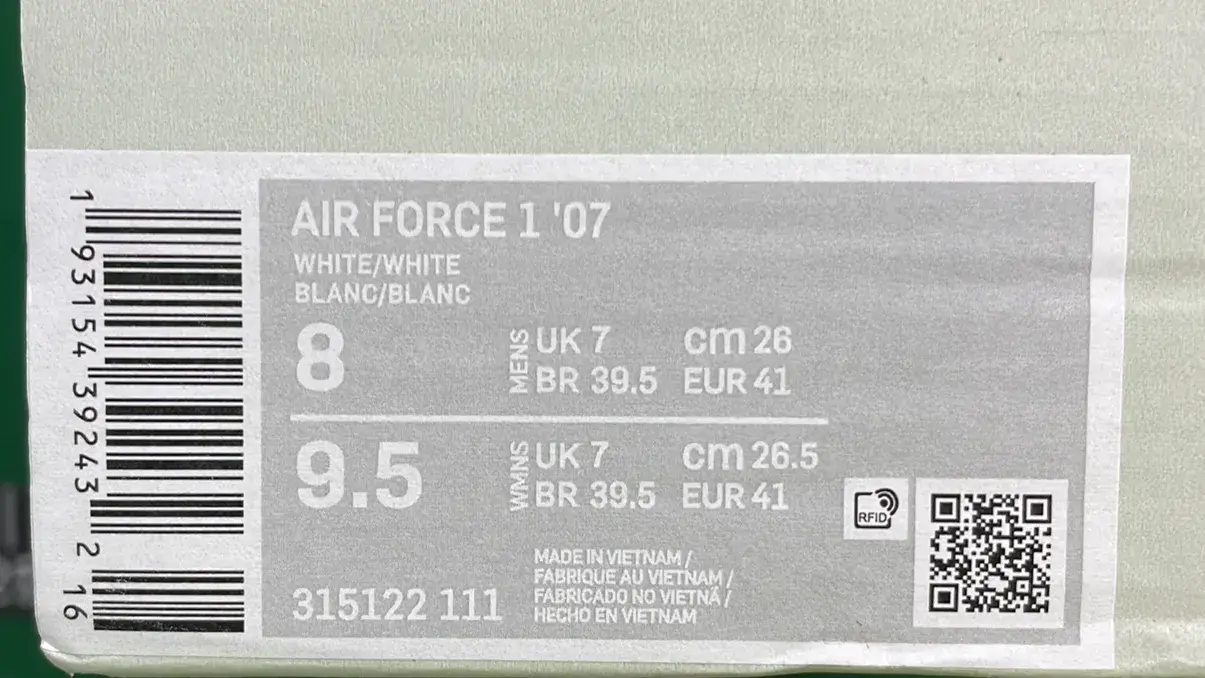 AIR FORCE 1 '07
WHITE/WHITE
BLANC/BLANC
8
MENS
UK 7 cm 26
BR 39.5 EUR 41
9.5
WMNS
UK 7 cm 26.5
BR 39.5 EUR 41
RFID
315122 111
MADE IN VIETNAM /
FABRIQUE AU VIETNAM /
FABRICADO NO VIETNÃ /
HECHO EN VIETNAM
1 93154 39243 2 16